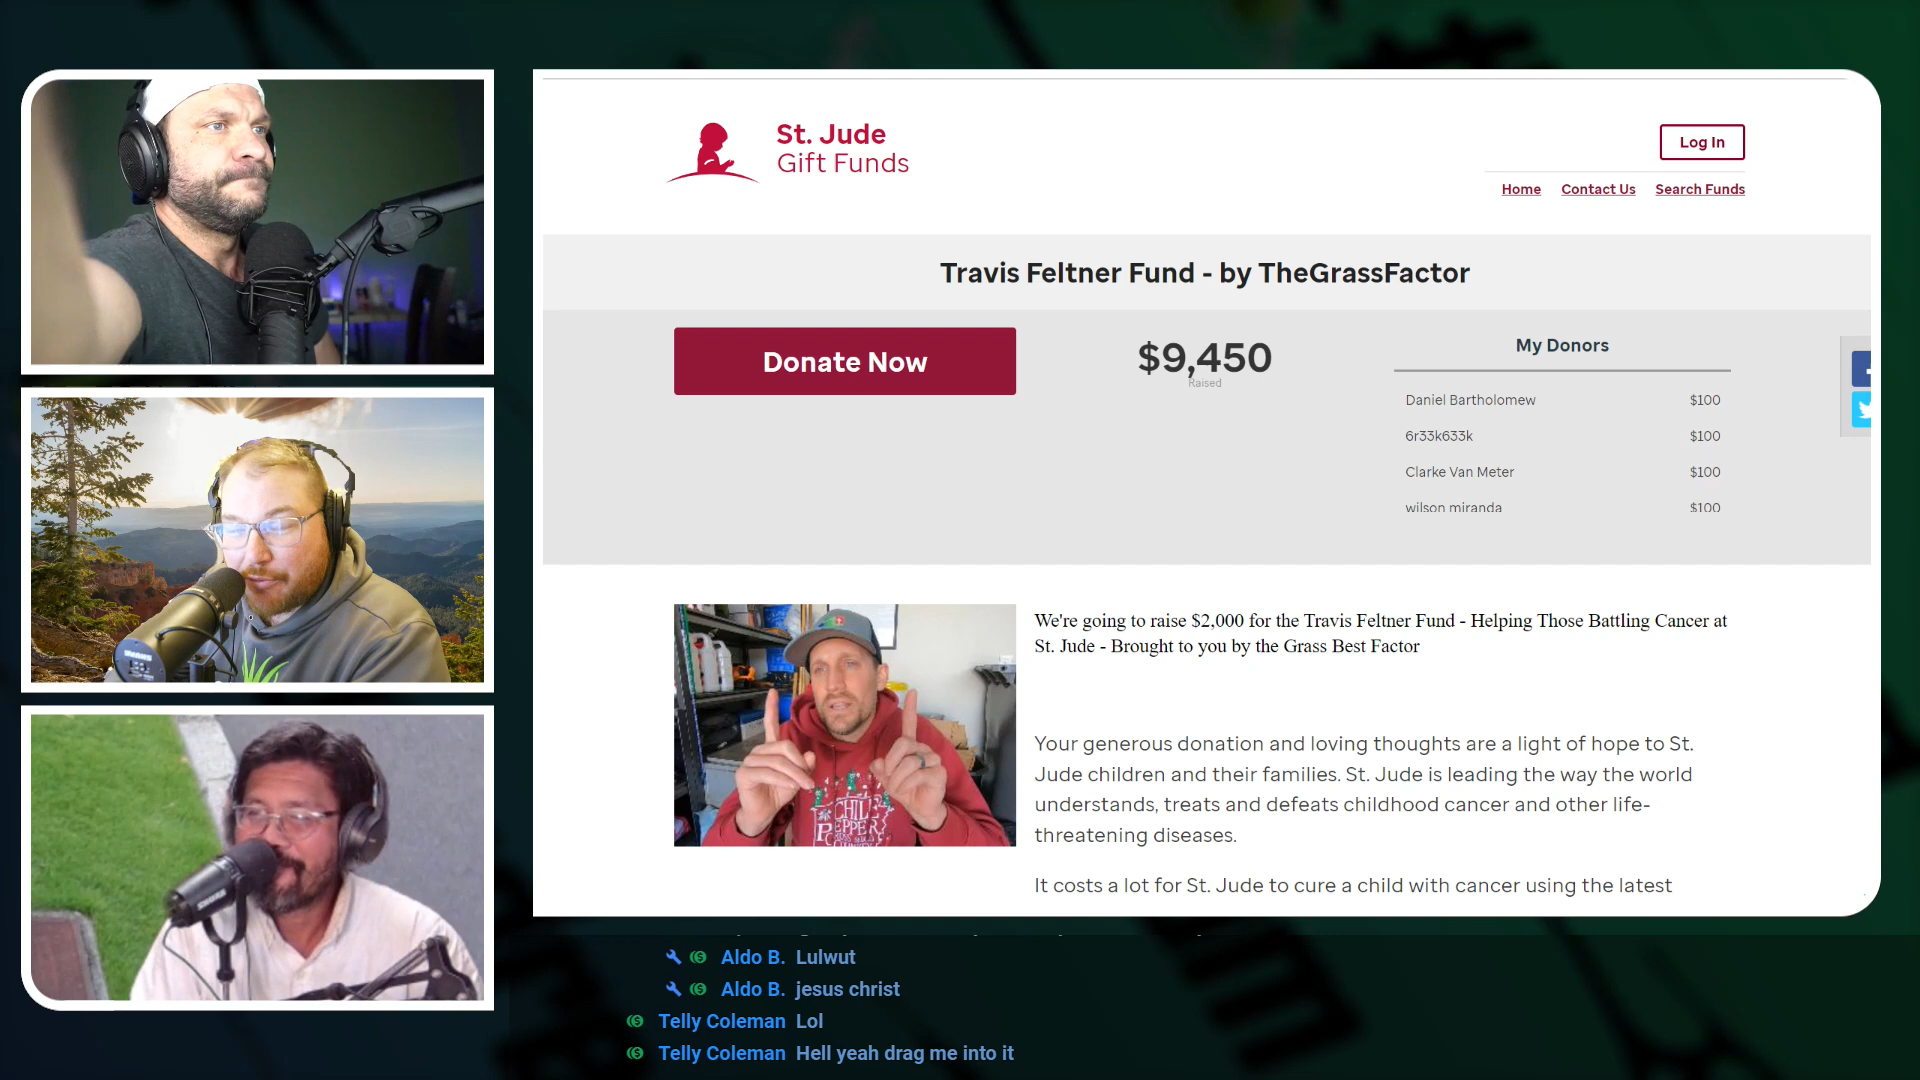 St. Jude
Gift Funds
Log In
Home Contact Us Search Funds
Travis Feltner Fund - by TheGrassFactor
Donate Now
$9,450
Raised
My Donors
Daniel Bartholomew $100
6r33k633k $100
Clarke Van Meter $100
wilson miranda $100
We're going to raise $2,000 for the Travis Feltner Fund - Helping Those Battling Cancer at
St. Jude - Brought to you by the Grass Best Factor
Your generous donation and loving thoughts are a light of hope to St.
Jude children and their families. St. Jude is leading the way the world
understands, treats and defeats childhood cancer and other life-
threatening diseases.
It costs a lot for St. Jude to cure a child with cancer using the latest
CHILE
PEPPER
Aldo B. Lulwut
Aldo B. jesus christ
Telly Coleman Lol
Telly Coleman Hell yeah drag me into it